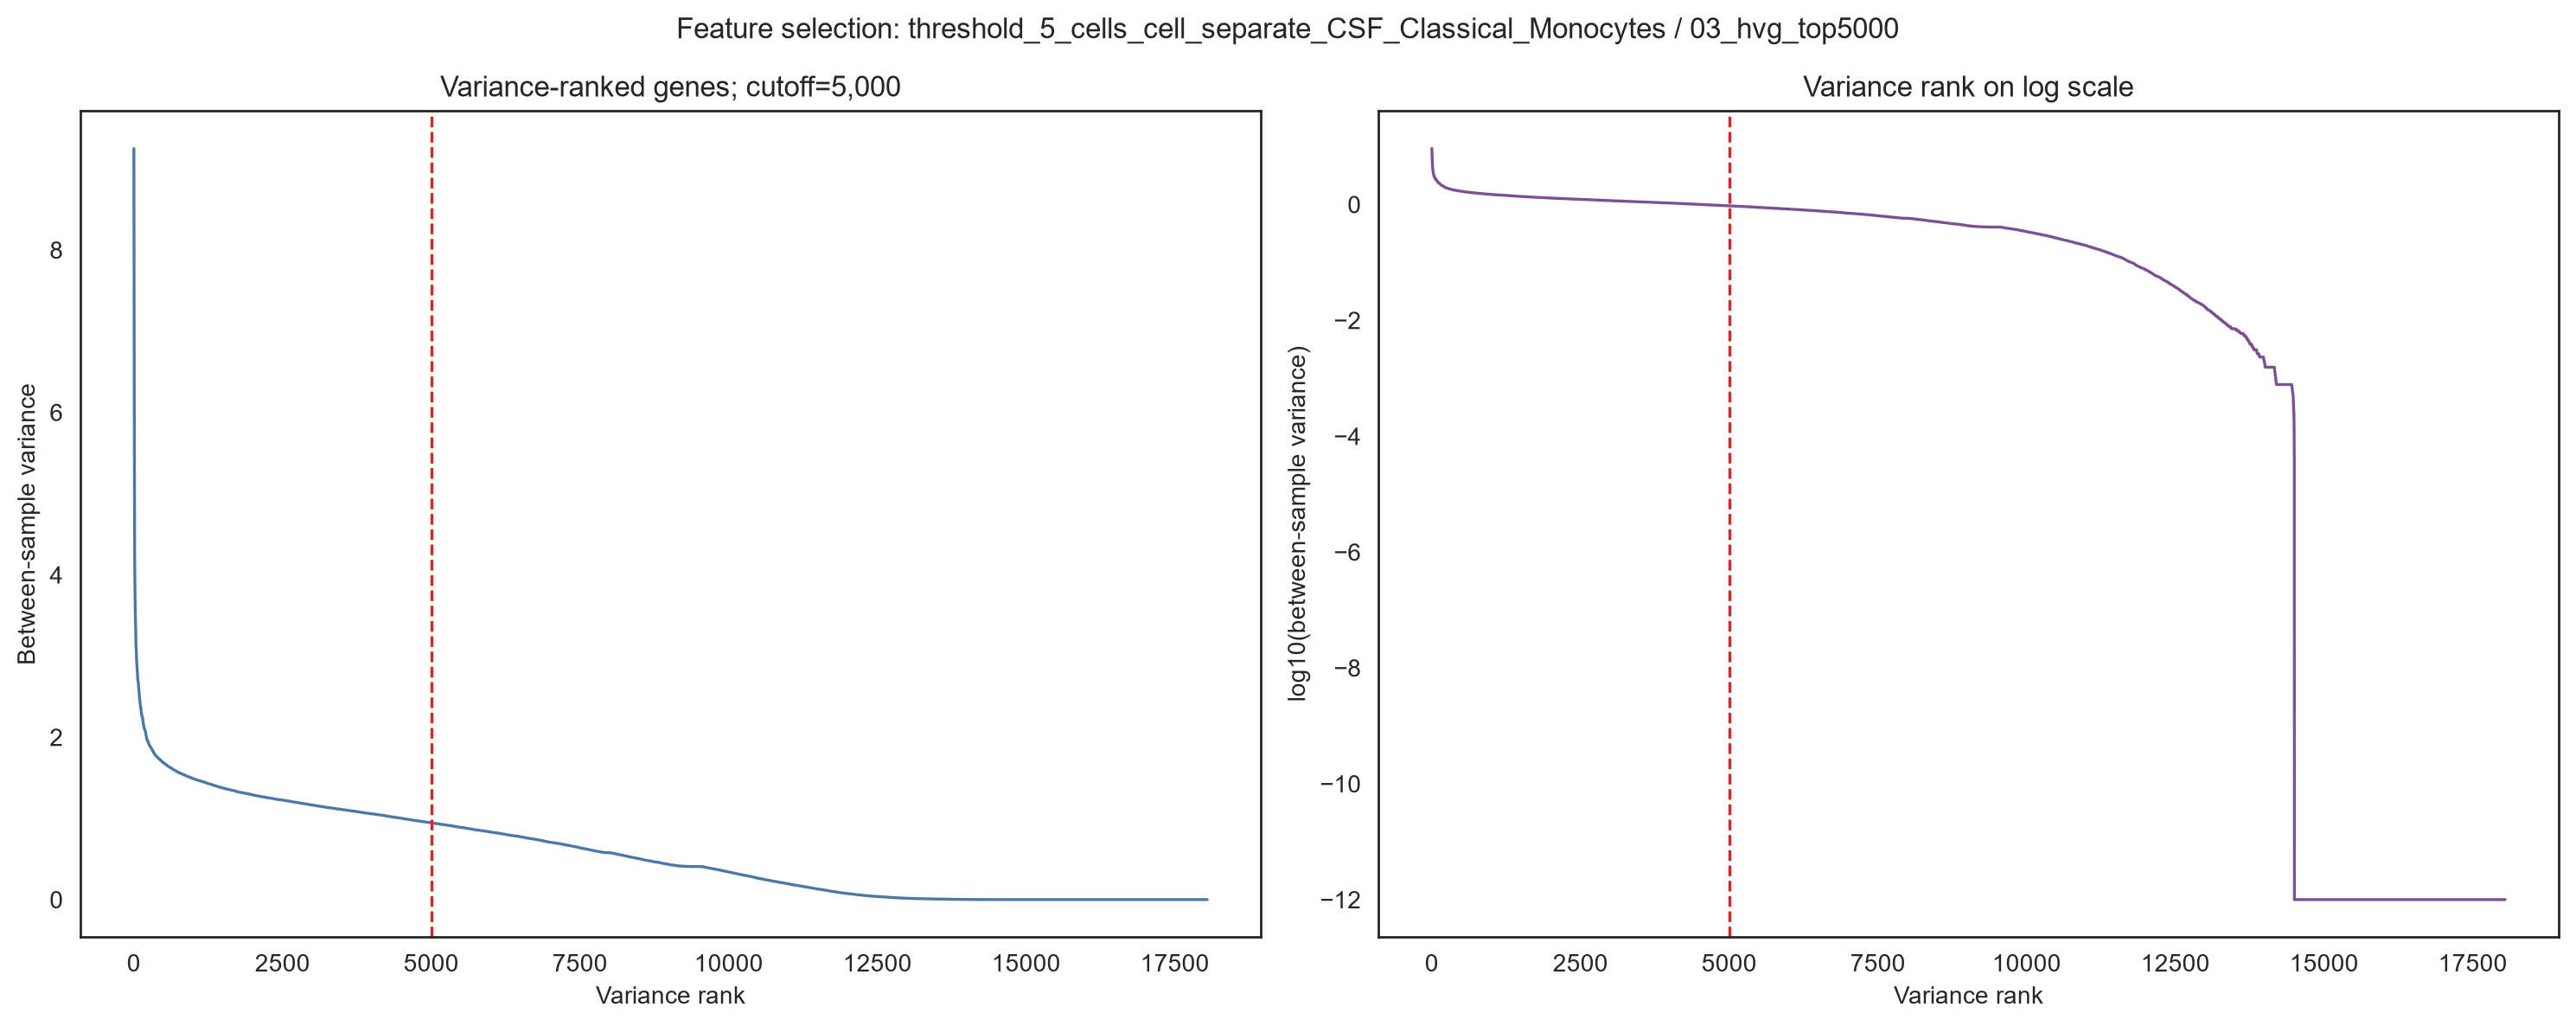 Feature selection: threshold_5_cells_cell_separate_CSF_Classical_Monocytes / 03_hvg_top5000
Variance-ranked genes; cutoff=5,000
Between-sample variance
8
6
4
2
0
0 2500 5000 7500 10000 12500 15000 17500
Variance rank
Variance rank on log scale
log10(between-sample variance)
0
−2
−4
−6
−8
−10
−12
0 2500 5000 7500 10000 12500 15000 17500
Variance rank